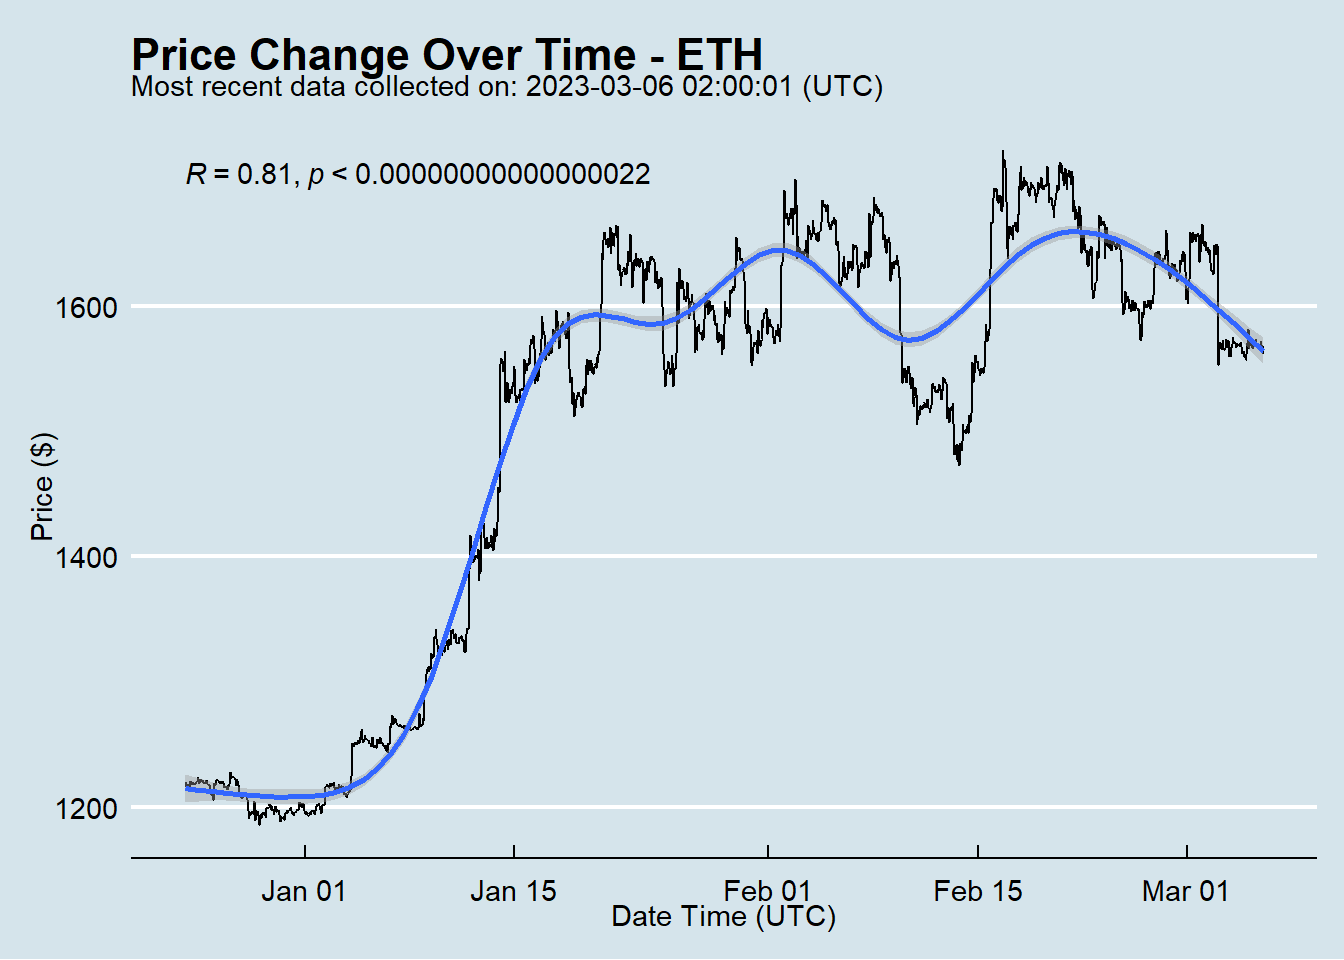 Price Change Over Time - ETH
Most recent data collected on: 2023-03-06 02:00:01 (UTC)
R = 0.81, p < 0.00000000000000022
1600
1400
1200
Price ($)
Jan 01 Jan 15 Feb 01 Feb 15 Mar 01
Date Time (UTC)